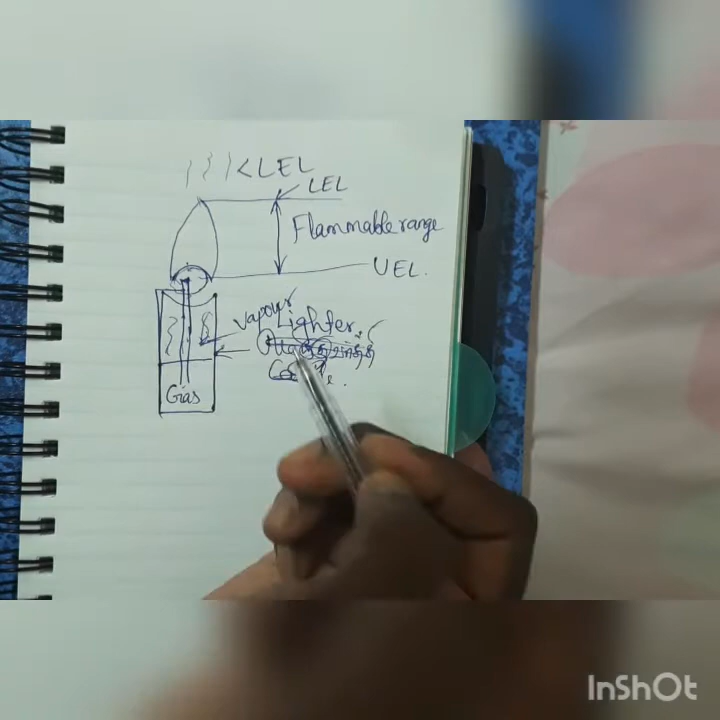 < LEL
LEL
Flammable range
UEL.
Vapour
Lighter
Gas
InShOt